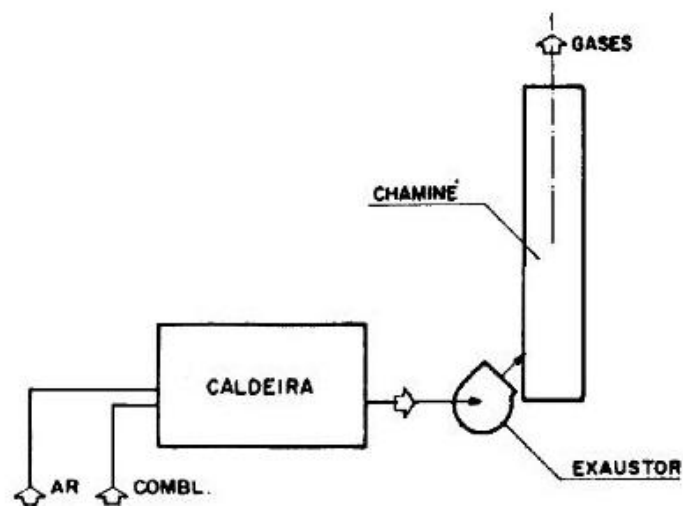 GASES
CHAMINÉ
CALDEIRA
EXAUSTOR
AR
COMBL.